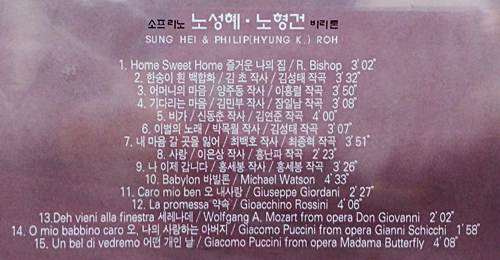 소프라노 노성혜 · 노형건 바리톤
SUNG HEI & PHILIP(HYUNG K.) ROH
1. Home Sweet Home 즐거운 나의 집 / R. Bishop 3′02″
2. 한송이 흰 백합화 / 김 초 작사 / 김성태 작곡 3′32″
3. 어머니의 마음 / 양주동 작사 / 이흥렬 작곡 3′50″
4. 기다리는 마음 / 김민부 작사 / 장일남 작곡 3′08″
5. 비가 / 신동춘 작사 / 김연준 작곡 4′00″
6. 이별의 노래 / 박목월 작사 / 김성태 작곡 3′07″
7. 내 마음 갈 곳을 잃어 / 최백호 작사 / 최종혁 작곡 3′51″
8. 사랑 / 이은상 작사 / 홍난파 작곡 2′23″
9. 나 이제 갑니다 / 홍세봉 작사 / 홍세봉 작곡 3′26″
10. Babylon 바빌론 / Michael Watson 4′33″
11. Caro mio ben 오 내사랑 / Giuseppe Giordani 2′27″
12. La promessa 약속 / Gioacchino Rossini 4′06″
13.Deh vieni alla finestra 세레나데 / Wolfgang A. Mozart from opera Don Giovanni 2′02″
14. O mio babbino caro 오, 나의 사랑하는 아버지 / Giacomo Puccini from opera Gianni Schicchi 1′58″
15. Un bel di vedremo 어떤 개인 날 / Giacomo Puccini from opera Madama Butterfly 4′08″